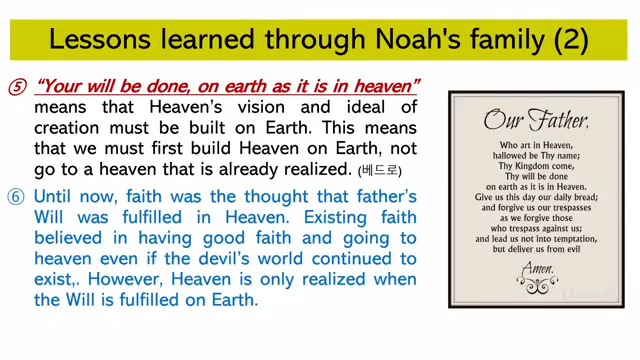 Lessons learned through Noah's family (2)
⑤ “Your will be done, on earth as it is in heaven”
means that Heaven’s vision and ideal of
creation must be built on Earth. This means
that we must first build Heaven on Earth, not
go to a heaven that is already realized. (베드로)
⑥ Until now, faith was the thought that father’s
Will was fulfilled in Heaven. Existing faith
believed in having good faith and going to
heaven even if the devil’s world continued to
exist,. However, Heaven is only realized when
the Will is fulfilled on Earth.
Our Father,
Who art in Heaven,
hallowed be Thy name;
Thy Kingdom come,
Thy will be done
on earth as it is in Heaven.
Give us this day our daily bread;
and forgive us our trespasses
as we forgive those
who trespass against us;
and lead us not into temptation,
but deliver us from evil
Amen.